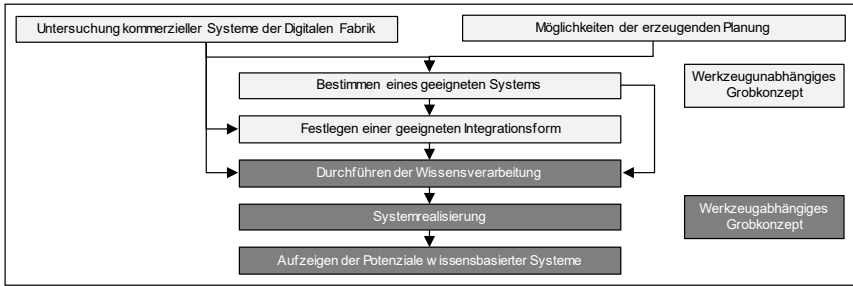 Untersuchung kommerzieller Systeme der Digitalen Fabrik
Möglichkeiten der erzeugenden Planung
Bestimmen eines geeigneten Systems
Werkzeugunabhängiges
Grobkonzept
Festlegen einer geeigneten Integrationsform
Durchführen der Wissensverarbeitung
Systemrealisierung
Werkzeugabhängiges
Grobkonzept
Aufzeigen der Potenziale wissensbasierter Systeme